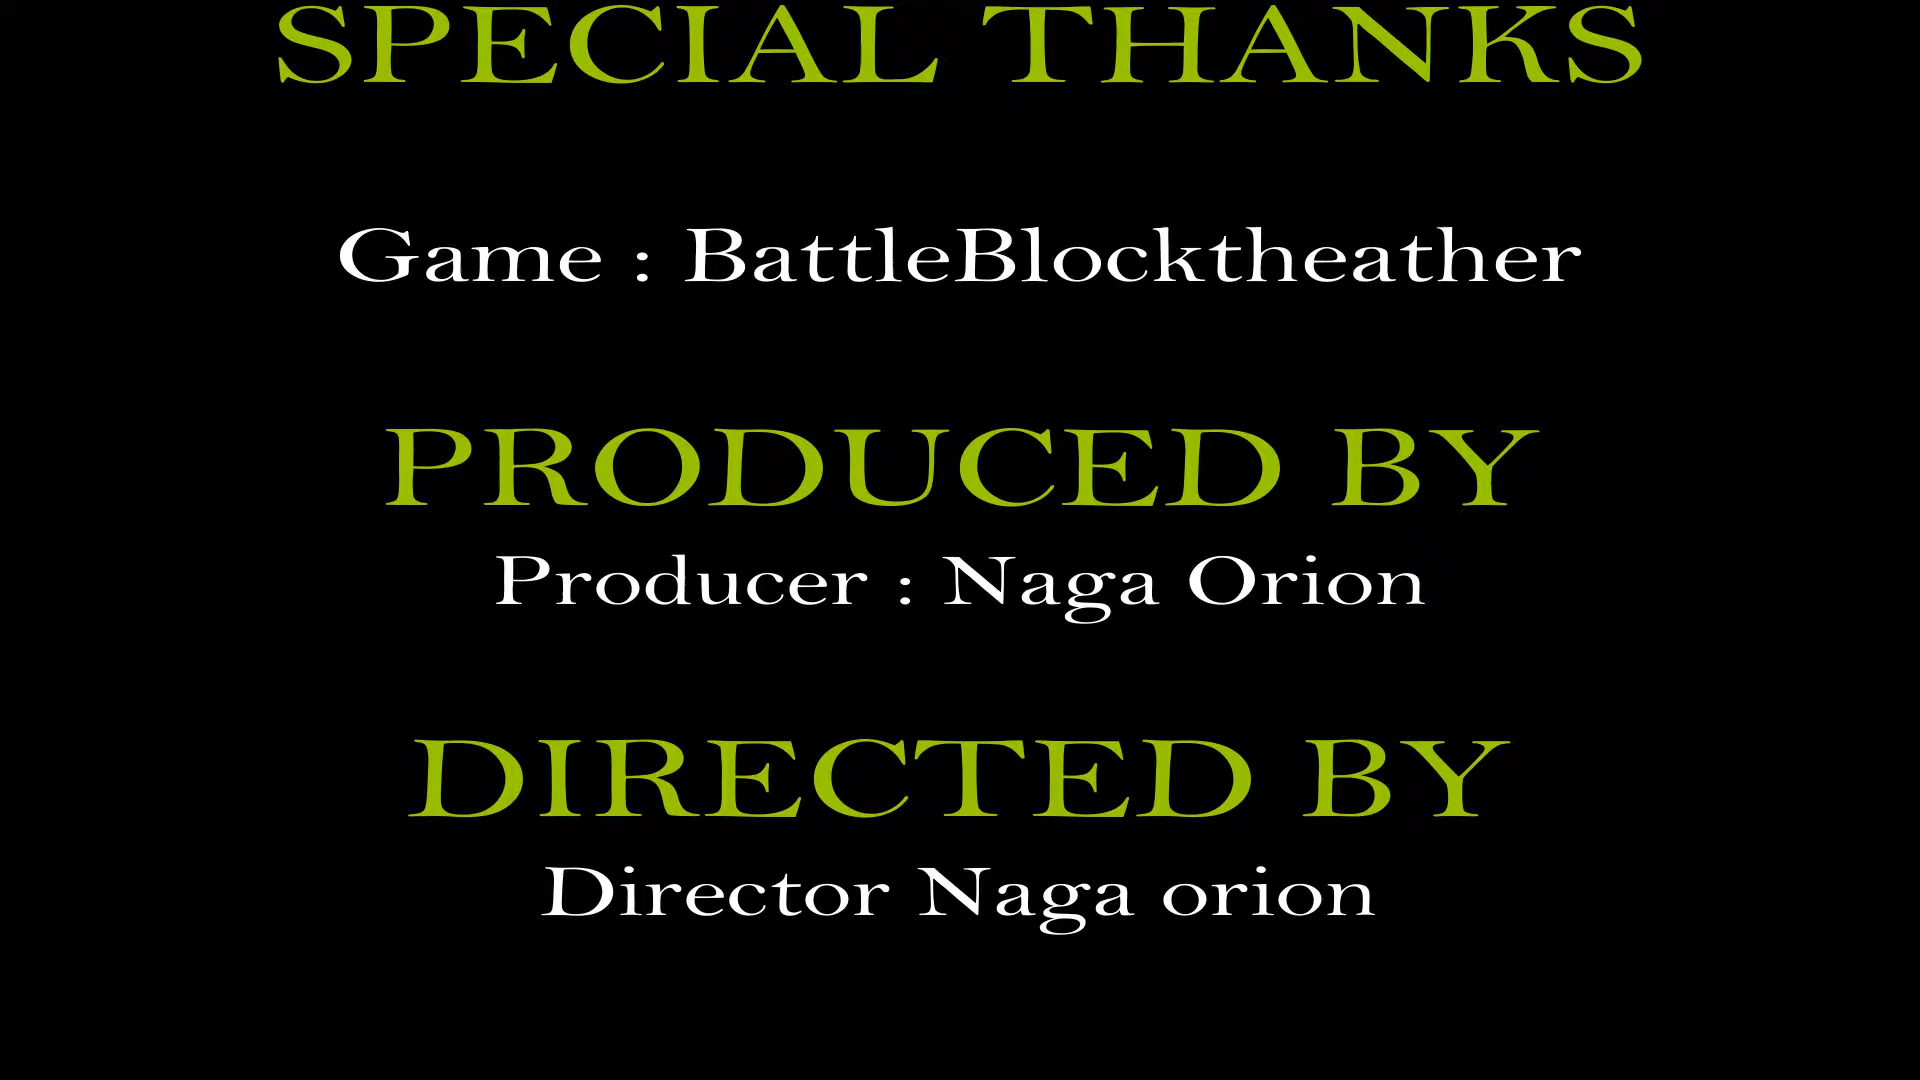 SPECIAL THANKS
Game : BattleBlocktheather
PRODUCED BY
Producer : Naga Orion
DIRECTED BY
Director Naga orion